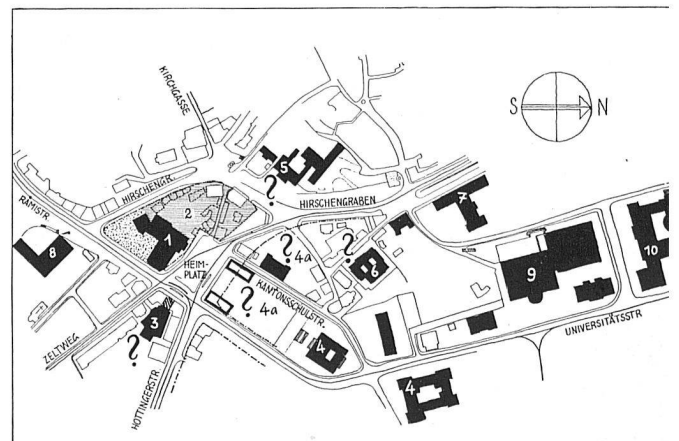 KIRCHGASSE
S N
HIRSCHENGR.
RÄMISTR
5
?
HIRSCHENGRABEN
2
7
1
8
HEIM-
PLATZ
?
4a
?
6
9
10
KANTONSSCHULSTR.
?
4a
3
?
ZELTWEG
HOTTINGERSTR
4
4
UNIVERSITÄTSSTR